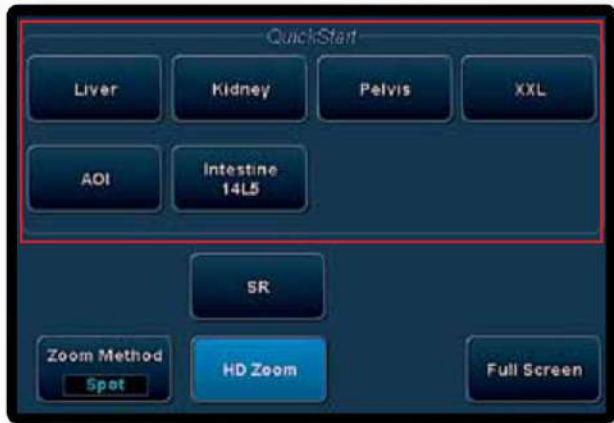 QuickStart
Liver
Kidney
Pelvis
XXL
AOI
Intestine
14L5
SR
Zoom Method
Spot
HD Zoom
Full Screen